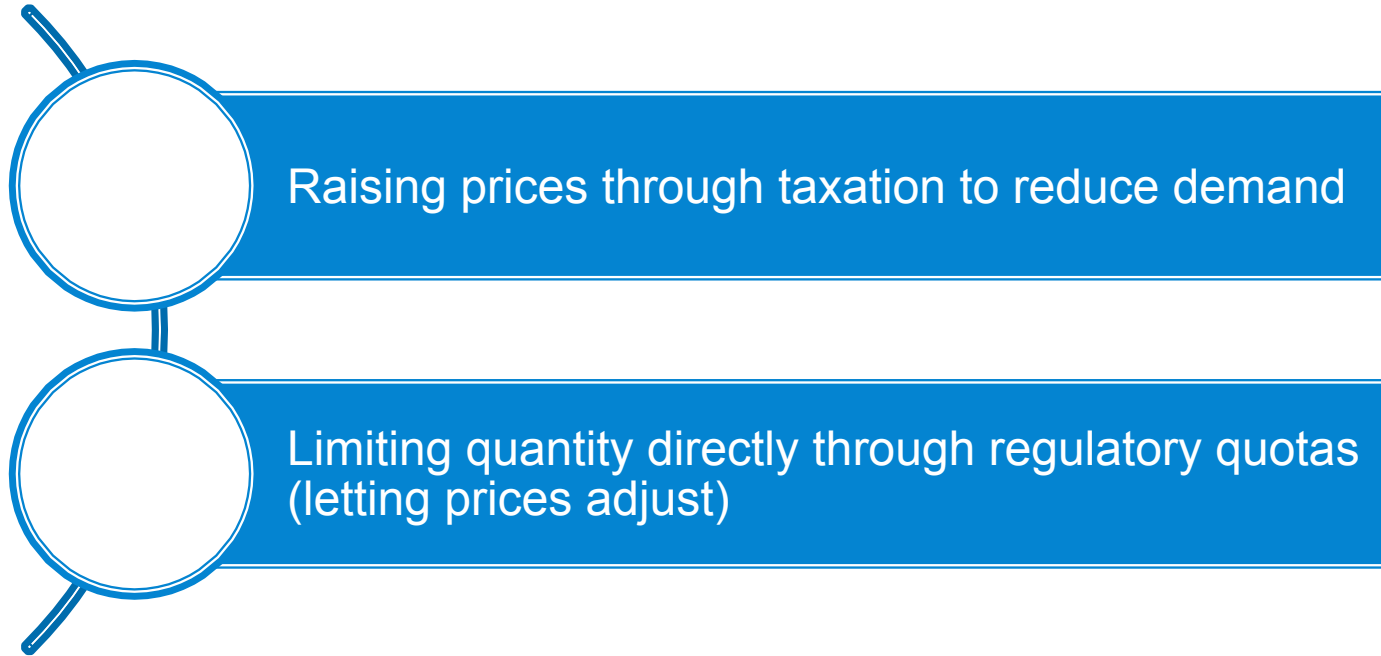 Raising prices through taxation to reduce demand
Limiting quantity directly through regulatory quotas
(letting prices adjust)